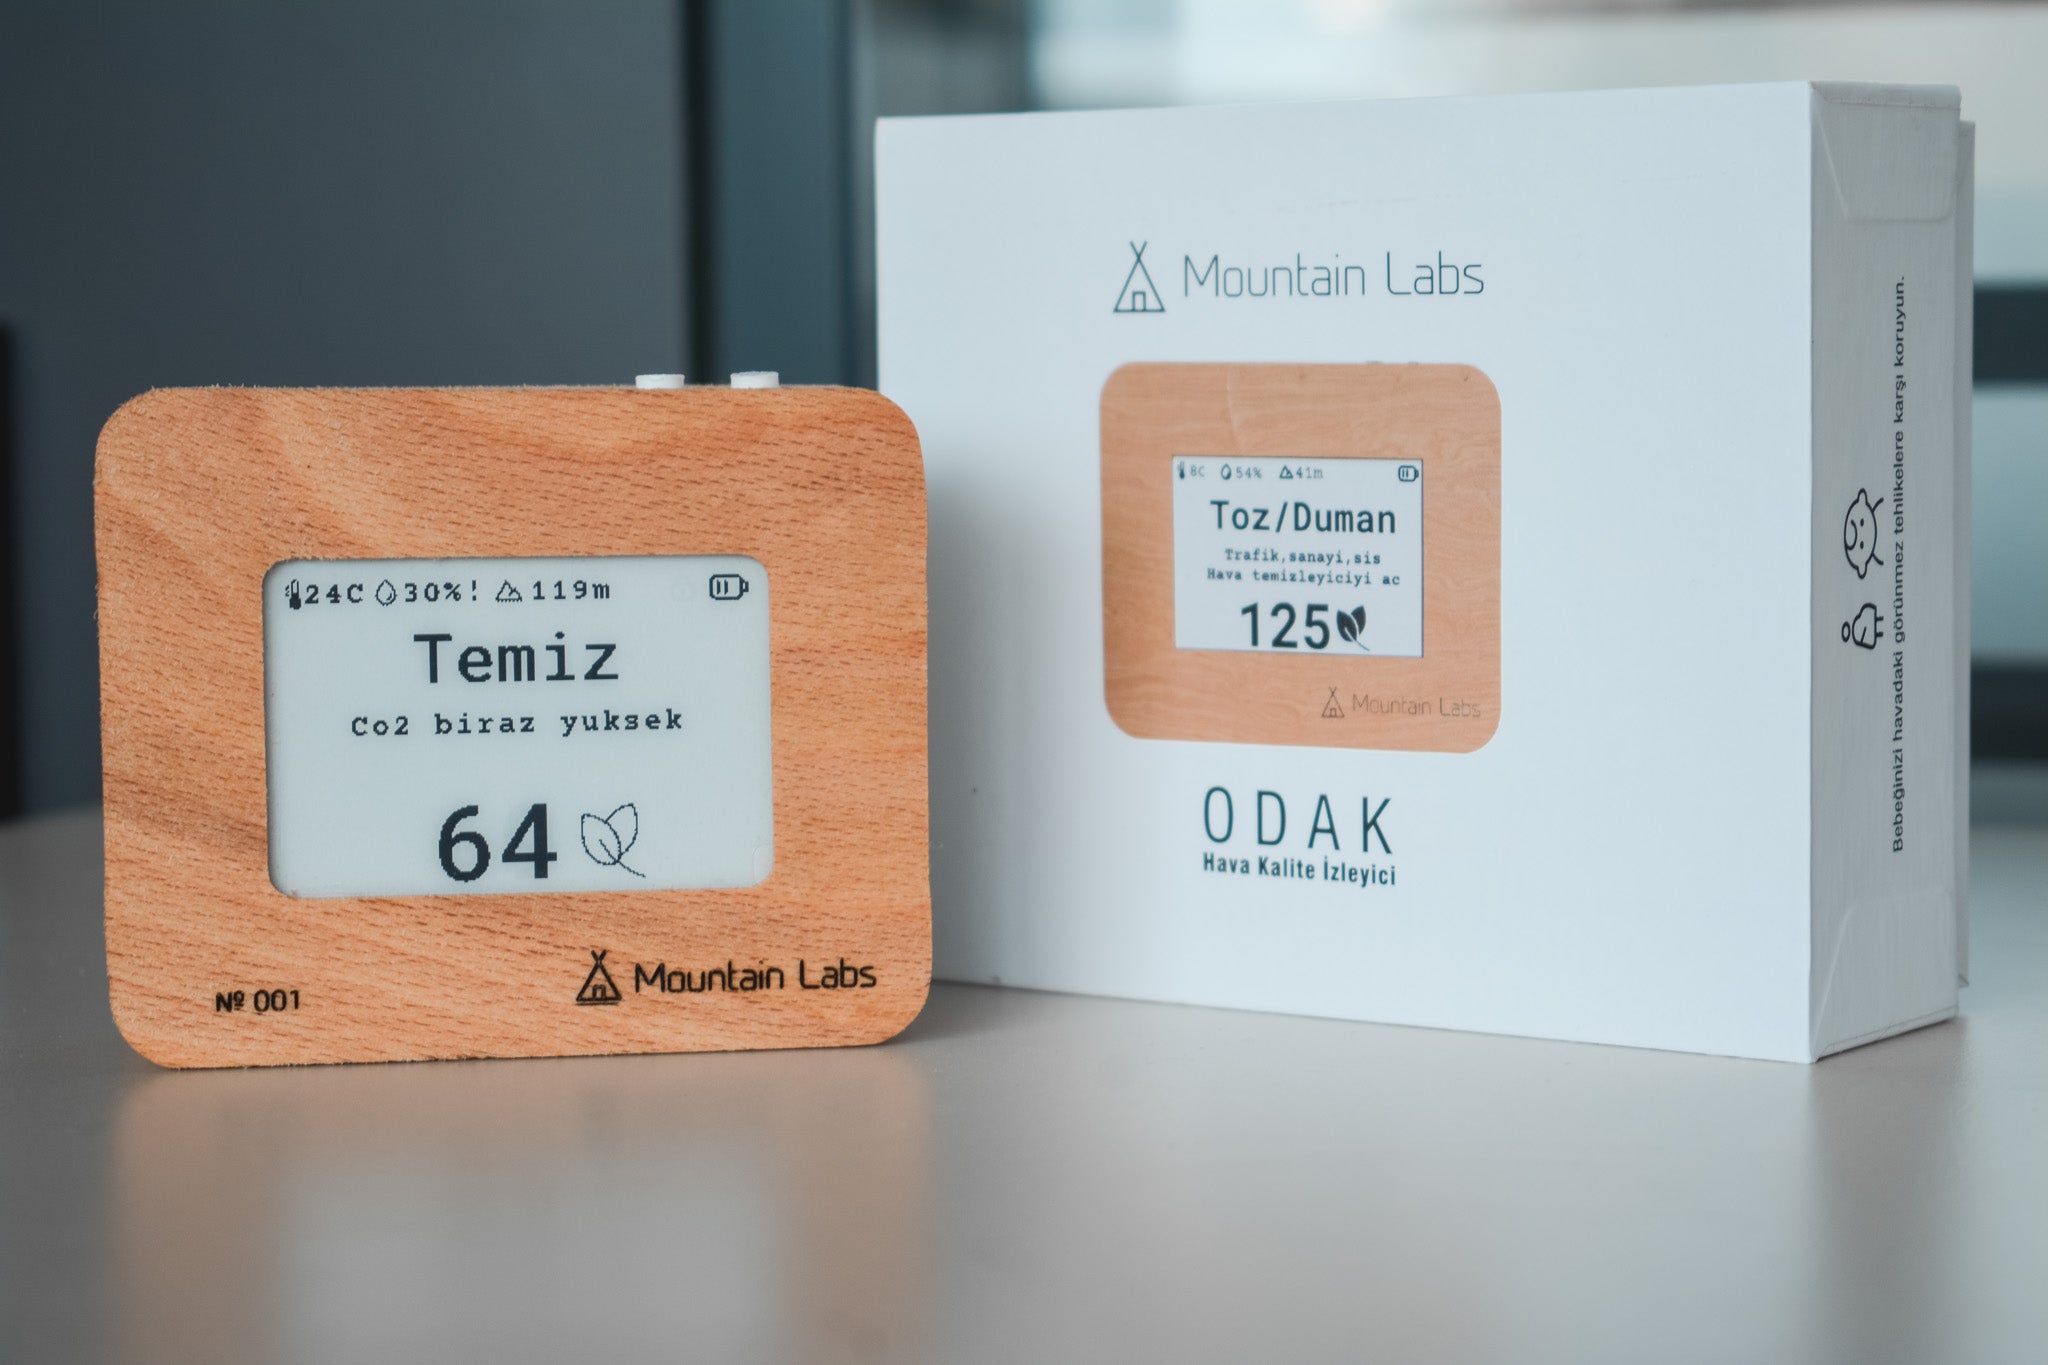 24C 30%! 119m
Temiz
Co2 biraz yuksek
64
№ 001
Mountain Labs
Mountain Labs
8C 54% 41m
Toz/Duman
Trafik,sanayi,sis
Hava temizleyiciyi ac
125
Mountain Labs
ODAK
Hava Kalite İzleyici
Bebeğinizi havadaki görünmez tehlikelere karşı koruyun.